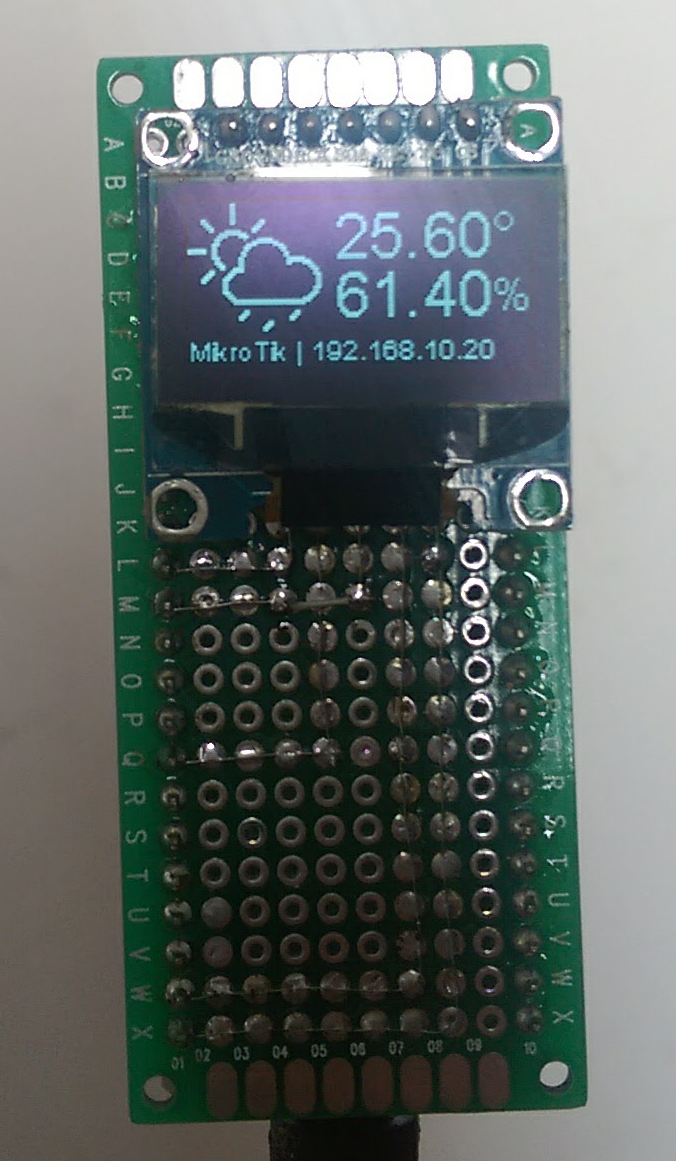 25.60°
61.40%
MikroTik | 192.168.10.20
A
B
D
E
F
G
H
I
J
K
L
M
N
O
P
Q
R
S
T
U
V
W
X
R
S
T
U
V
W
X
01 02 03 04 05 06 07 08 09 10